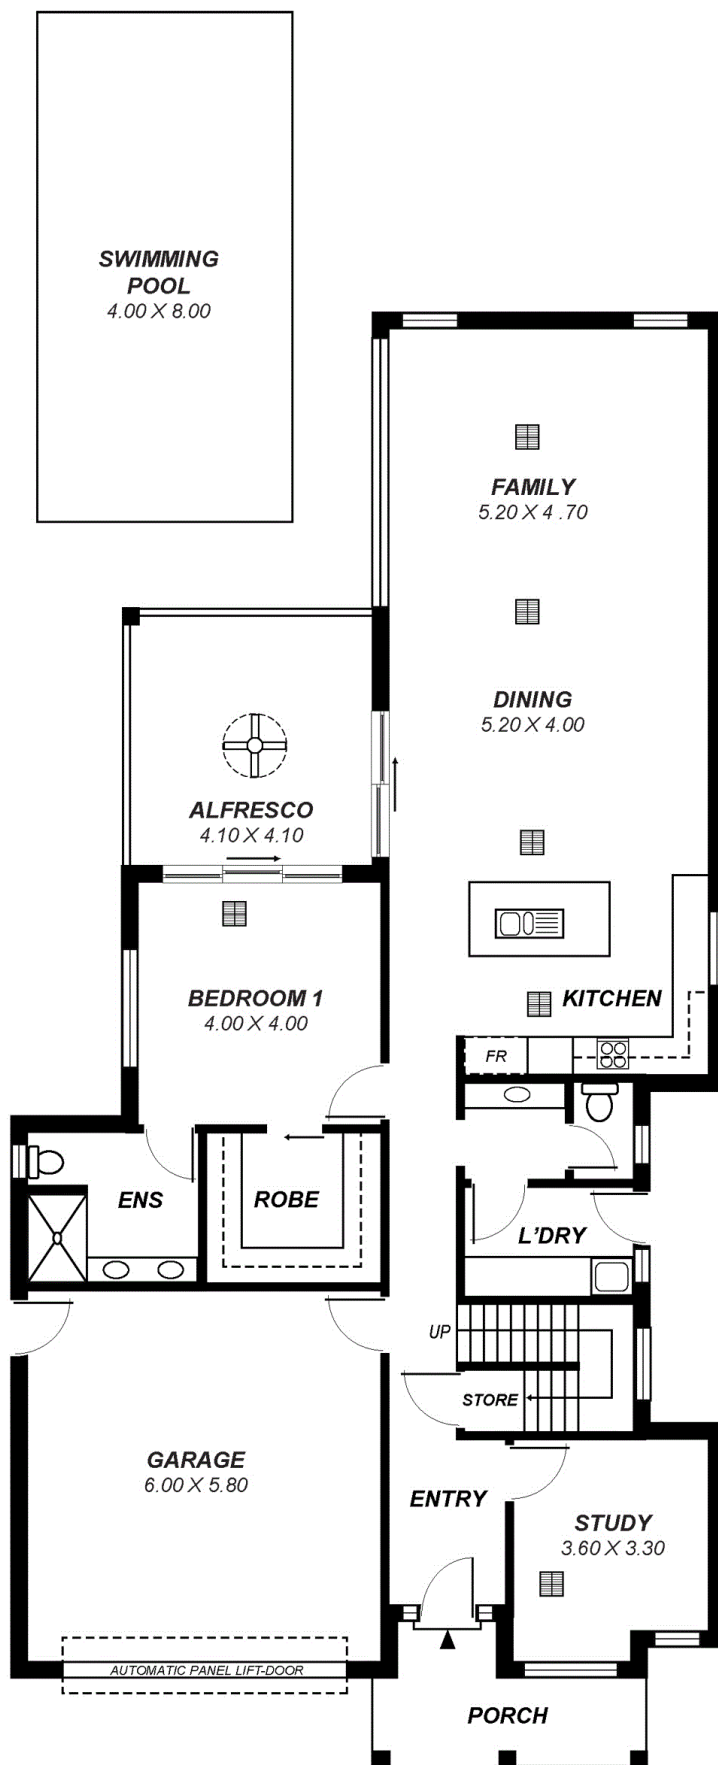 SWIMMING
POOL
4.00 X 8.00
FAMILY
5.20 X 4 .70
DINING
5.20 X 4.00
ALFRESCO
4.10 X 4.10
BEDROOM 1
4.00 X 4.00
KITCHEN
FR
ENS
ROBE
L'DRY
UP
STORE
GARAGE
6.00 X 5.80
ENTRY
STUDY
3.60 X 3.30
AUTOMATIC PANEL LIFT-DOOR
PORCH